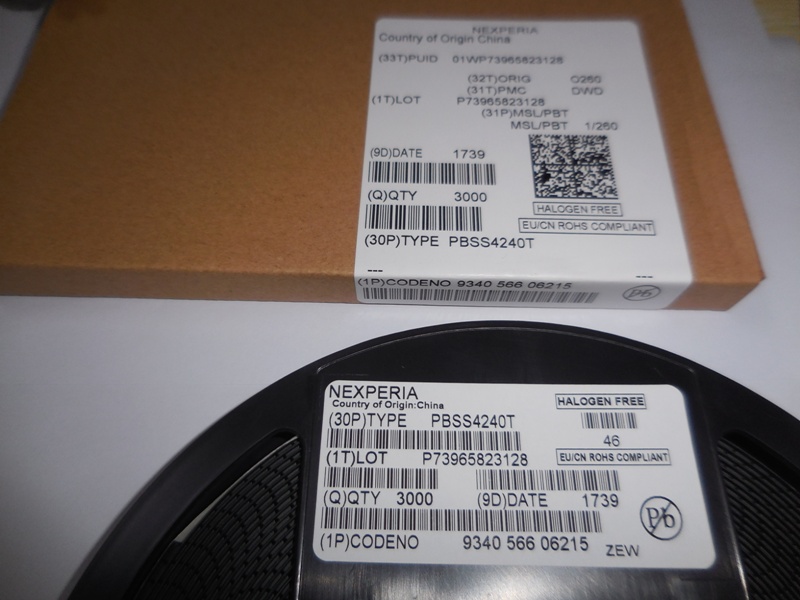 NEXPERIA
Country of Origin China
(33T)PUID 01WP73965823128
(32T)ORIG O260
(31T)PMC DWD
(1T)LOT P73965823128
(31P)MSL/PBT
MSL/PBT 1/260
(9D)DATE 1739
(Q)QTY 3000
HALOGEN FREE
EU/CN ROHS COMPLIANT
(30P)TYPE PBSS4240T
--- ---
(1P)CODENO 9340 566 06215
Pb
NEXPERIA
Country of Origin:China
HALOGEN FREE
(30P)TYPE PBSS4240T
46
(1T)LOT P73965823128
EU/CN ROHS COMPLIANT
(Q)QTY 3000 (9D)DATE 1739
Pb
(1P)CODENO 9340 566 06215 ZEW